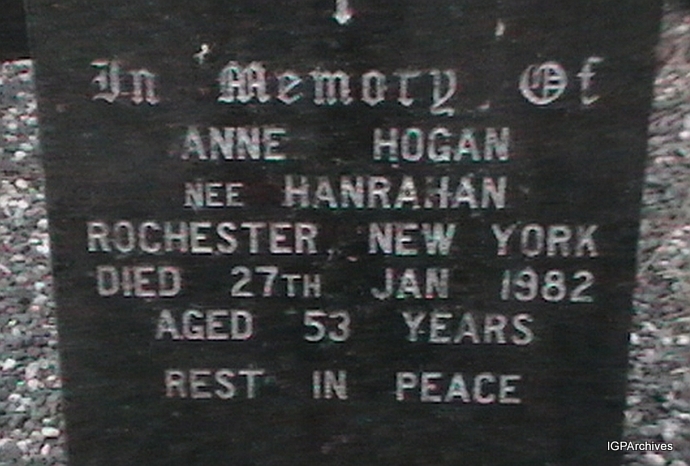 In Memory Of
ANNE HOGAN
NEE HANRAHAN
ROCHESTER, NEW YORK
DIED 27TH JAN 1982
AGED 53 YEARS
REST IN PEACE
IGPArchives